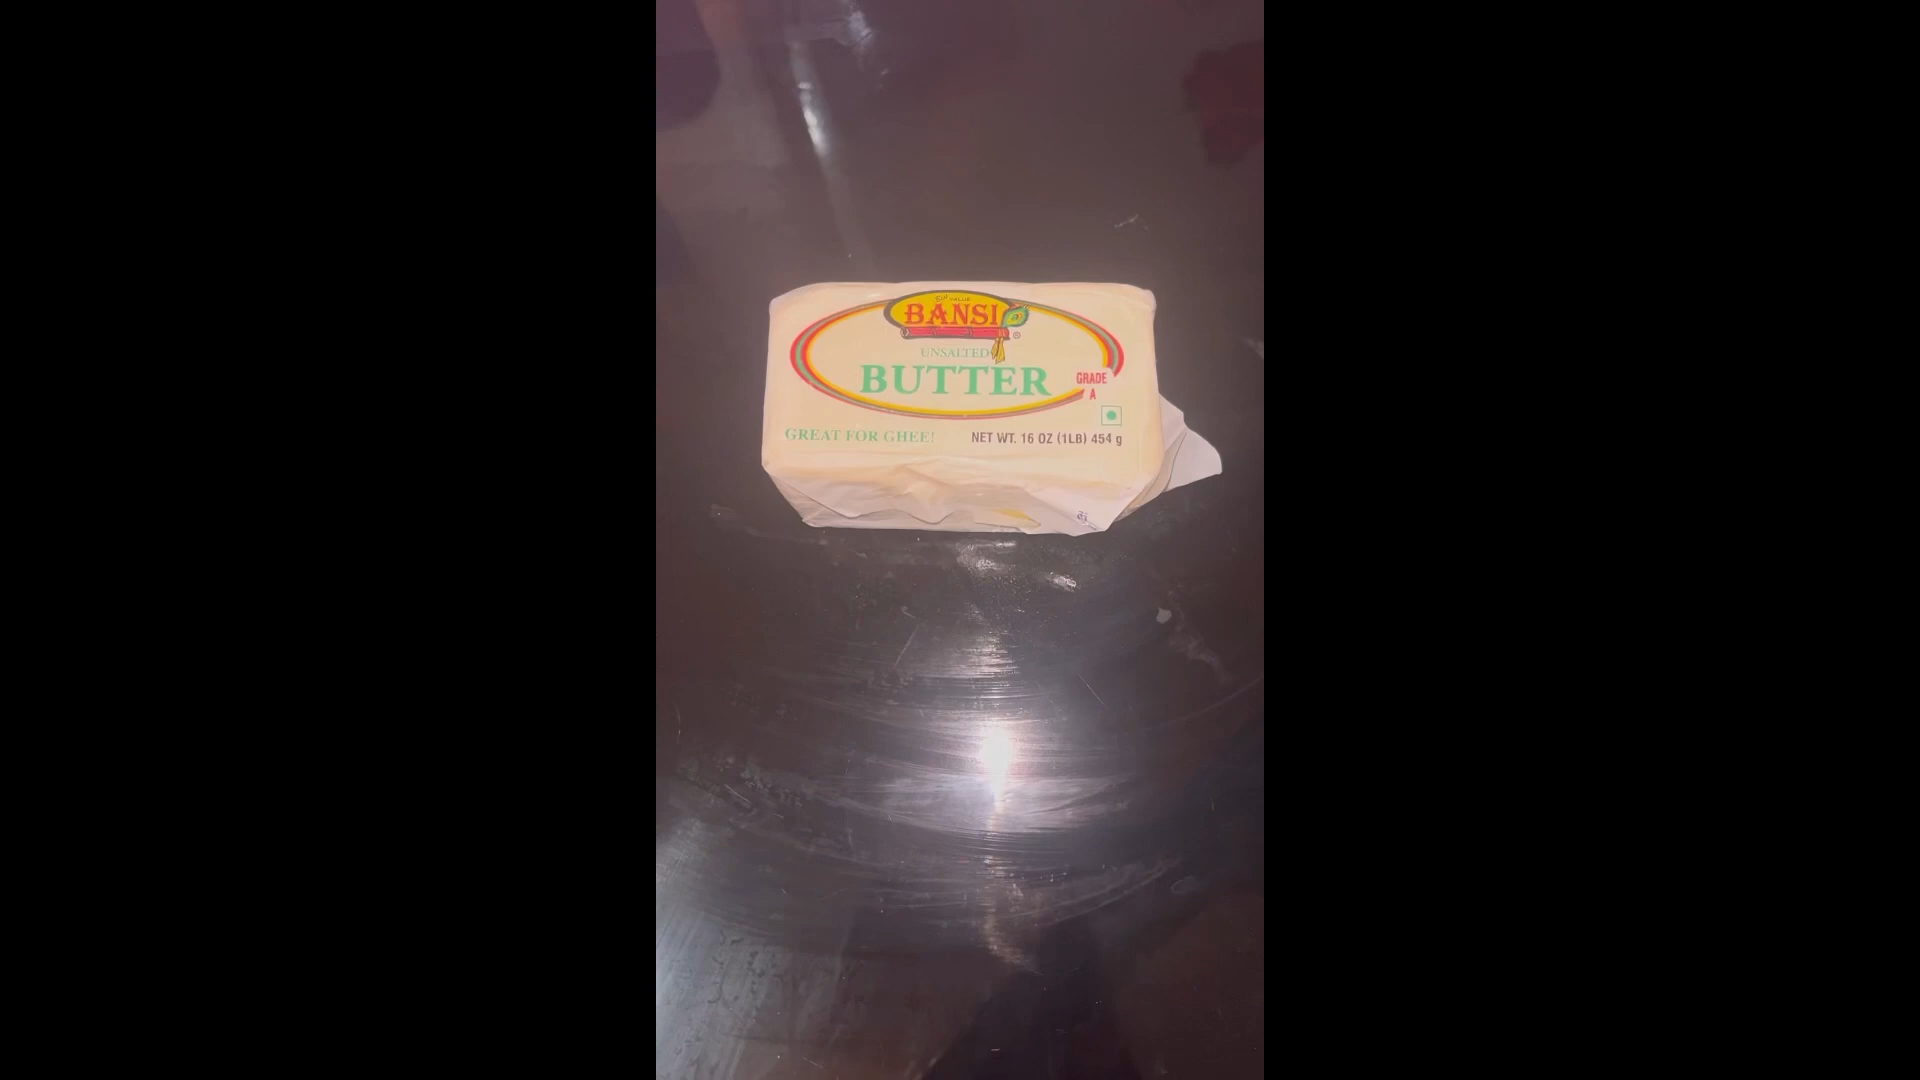 BANSI
UNSALTED
BUTTER
GRADE
A
GREAT FOR GHEE!
NET WT. 16 OZ (1LB) 454 g